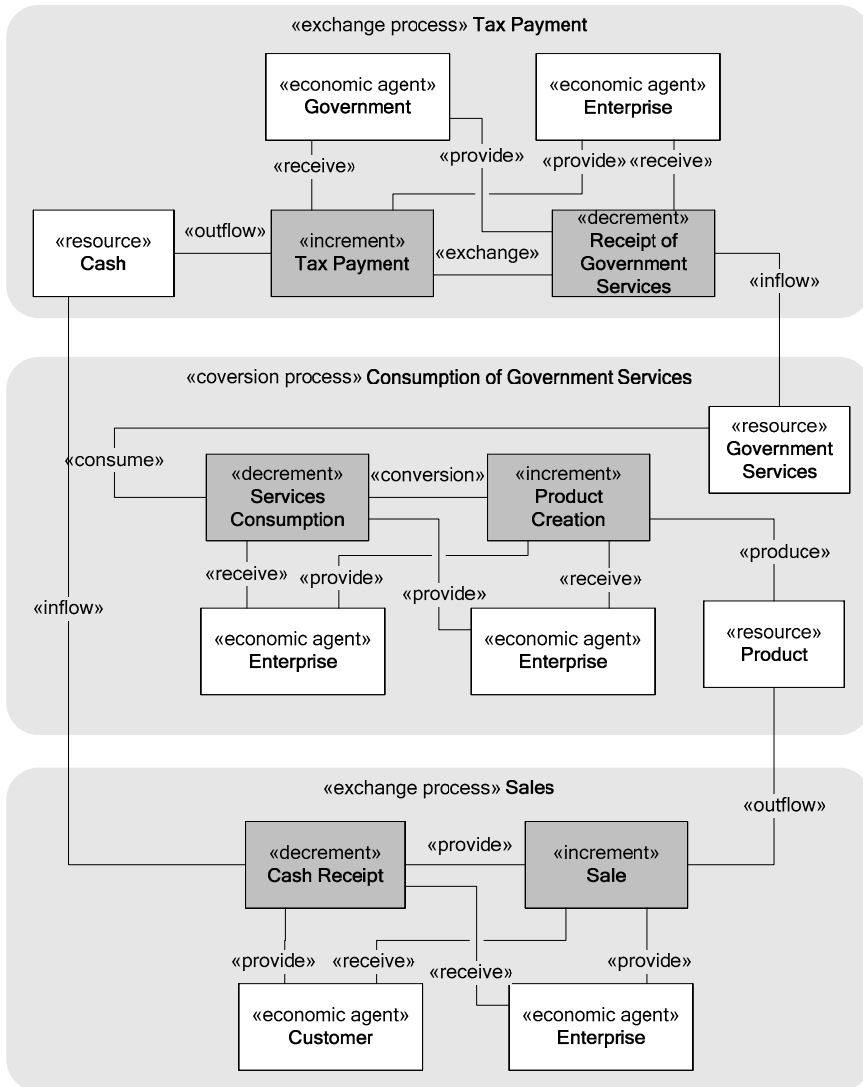 «exchange process» Tax Payment
«economic agent»
Government
«economic agent»
Enterprise
«receive»
«provide»
«provide»
«receive»
«resource»
Cash
«outflow»
«increment»
Tax Payment
«exchange»
«decrement»
Receipt of
Government
Services
«inflow»
«coversion process» Consumption of Government Services
«resource»
Government
Services
«consume»
«decrement»
Services
Consumption
«conversion»
«increment»
Product
Creation
«produce»
«receive»
«provide»
«provide»
«receive»
«inflow»
«economic agent»
Enterprise
«economic agent»
Enterprise
«resource»
Product
«exchange process» Sales
«outflow»
«decrement»
Cash Receipt
«provide»
«increment»
Sale
«provide»
«receive»
«receive»
«provide»
«economic agent»
Customer
«economic agent»
Enterprise